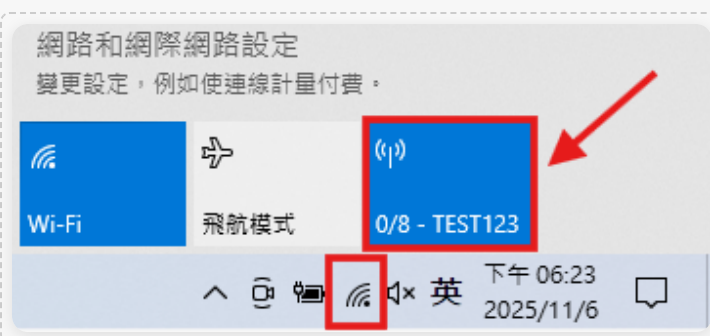 網路和網際網路設定
變更設定，例如使連線計量付費。
Wi-Fi
飛航模式
0/8 - TEST123
英
下午 06:23
2025/11/6